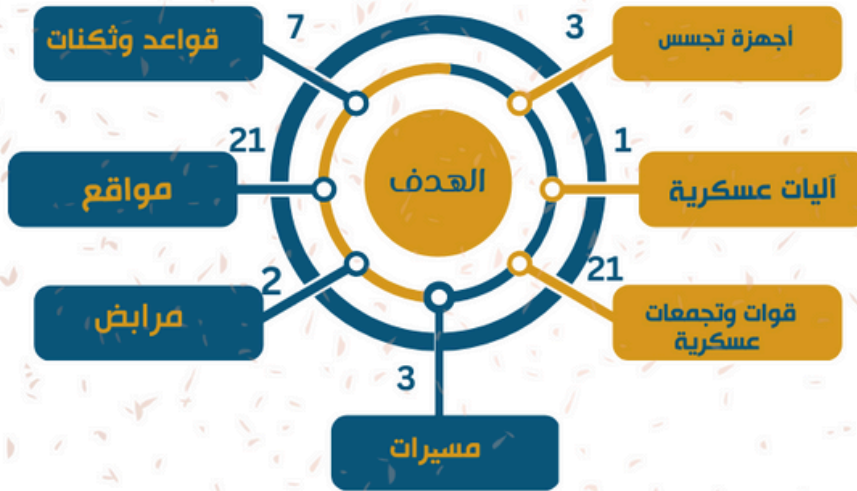 أجهزة تجسس
3
7
قواعد وثكنات
آليات عسكرية
1
الهدف
21
مواقع
قوات وتجمعات
عسكرية
21
2
مرابض
3
مسيرات